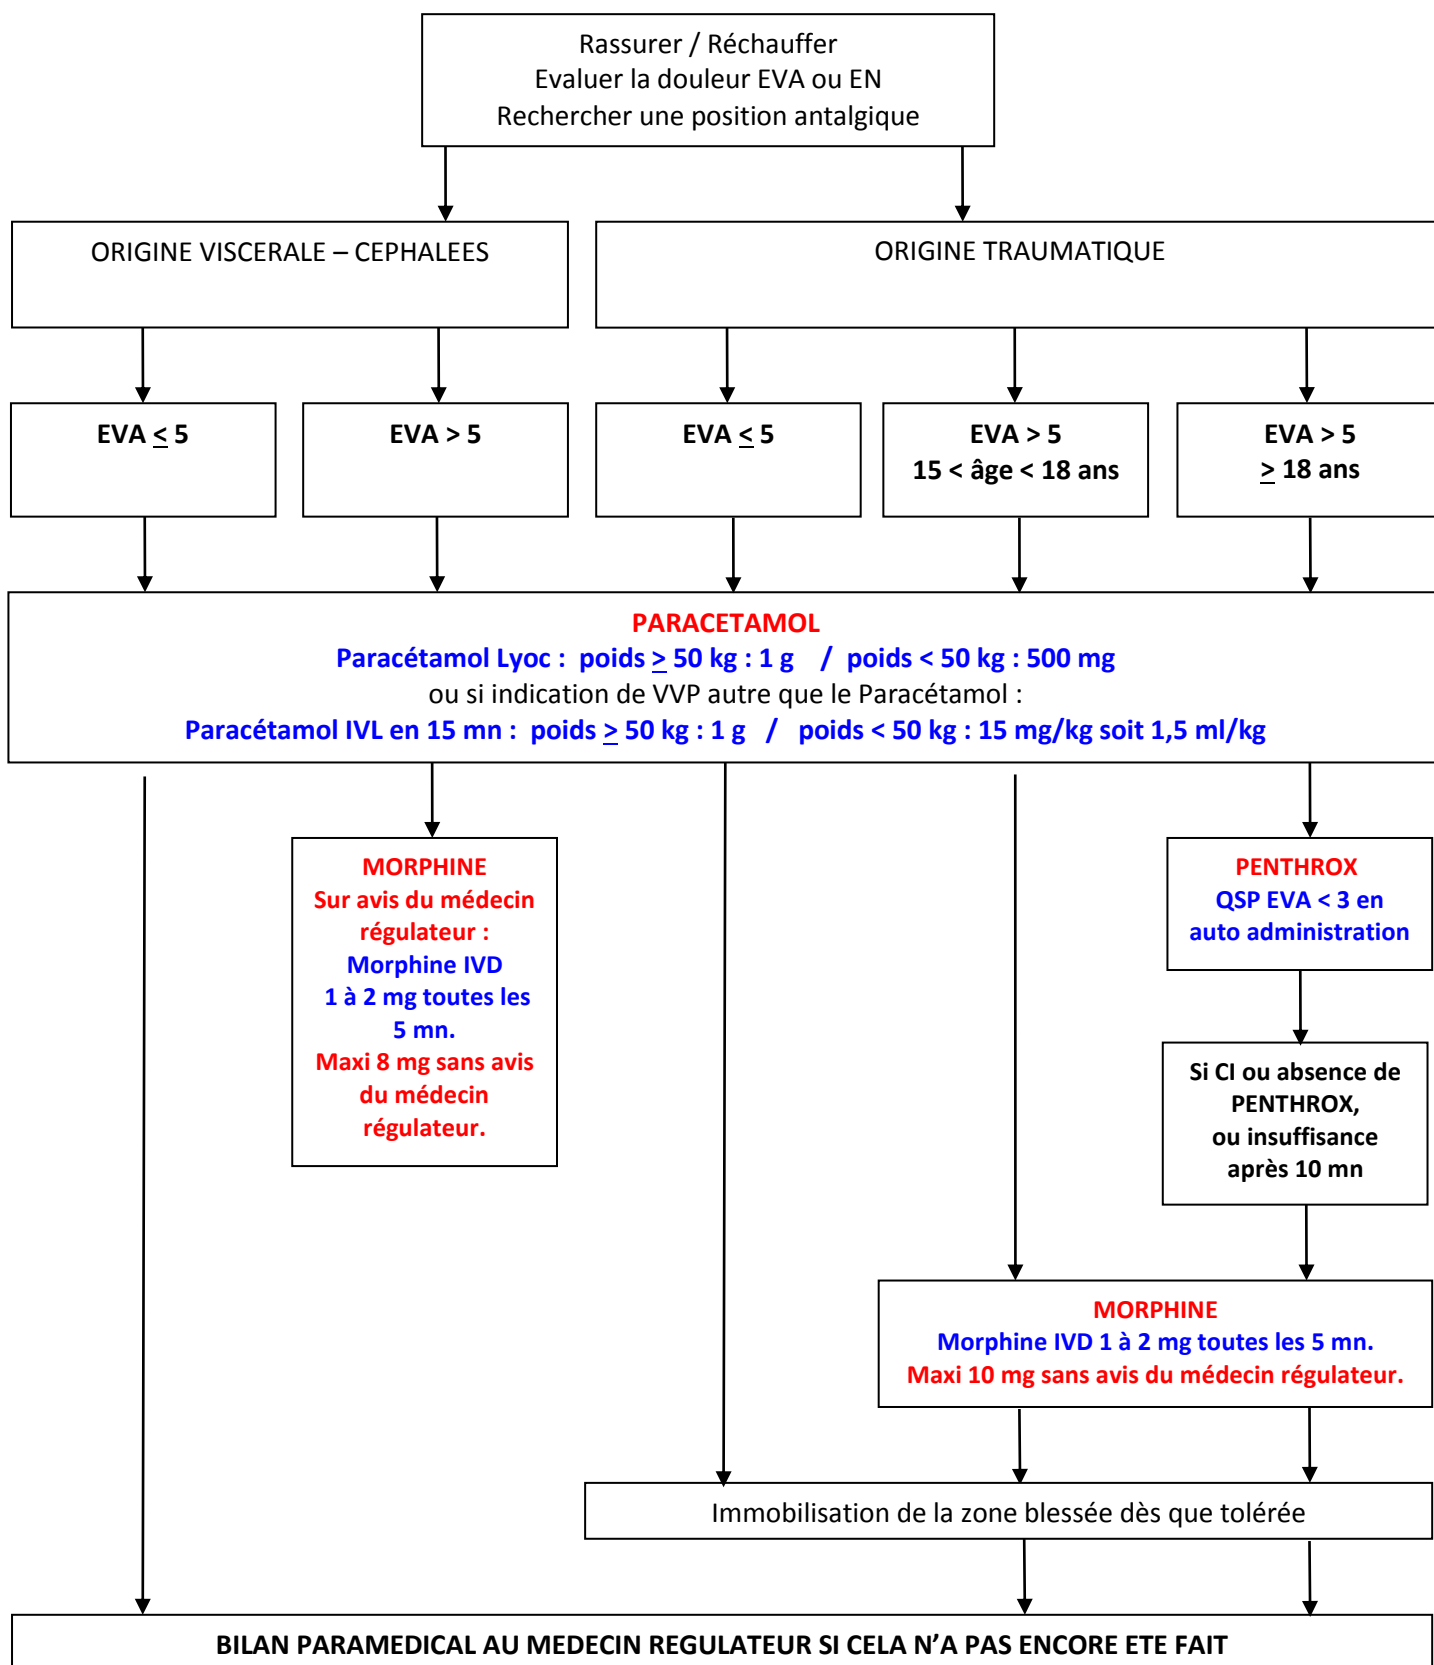 Rassurer / Réchauffer
Evaluer la douleur EVA ou EN
Rechercher une position antalgique
ORIGINE VISCERALE – CEPHALEES
ORIGINE TRAUMATIQUE
EVA ≤ 5
EVA > 5
EVA ≤ 5
EVA > 5
15 < âge < 18 ans
EVA > 5
≥ 18 ans
PARACETAMOL
Paracétamol Lyoc : poids ≥ 50 kg : 1 g / poids < 50 kg : 500 mg
ou si indication de VVP autre que le Paracétamol :
Paracétamol IVL en 15 mn : poids ≥ 50 kg : 1 g / poids < 50 kg : 15 mg/kg soit 1,5 ml/kg
MORPHINE
Sur avis du médecin
régulateur :
Morphine IVD
1 à 2 mg toutes les
5 mn.
Maxi 8 mg sans avis
du médecin
régulateur.
PENTHROX
QSP EVA < 3 en
auto administration
Si CI ou absence de
PENTHROX,
ou insuffisance
après 10 mn
MORPHINE
Morphine IVD 1 à 2 mg toutes les 5 mn.
Maxi 10 mg sans avis du médecin régulateur.
Immobilisation de la zone blessée dès que tolérée
BILAN PARAMEDICAL AU MEDECIN REGULATEUR SI CELA N'A PAS ENCORE ETE FAIT